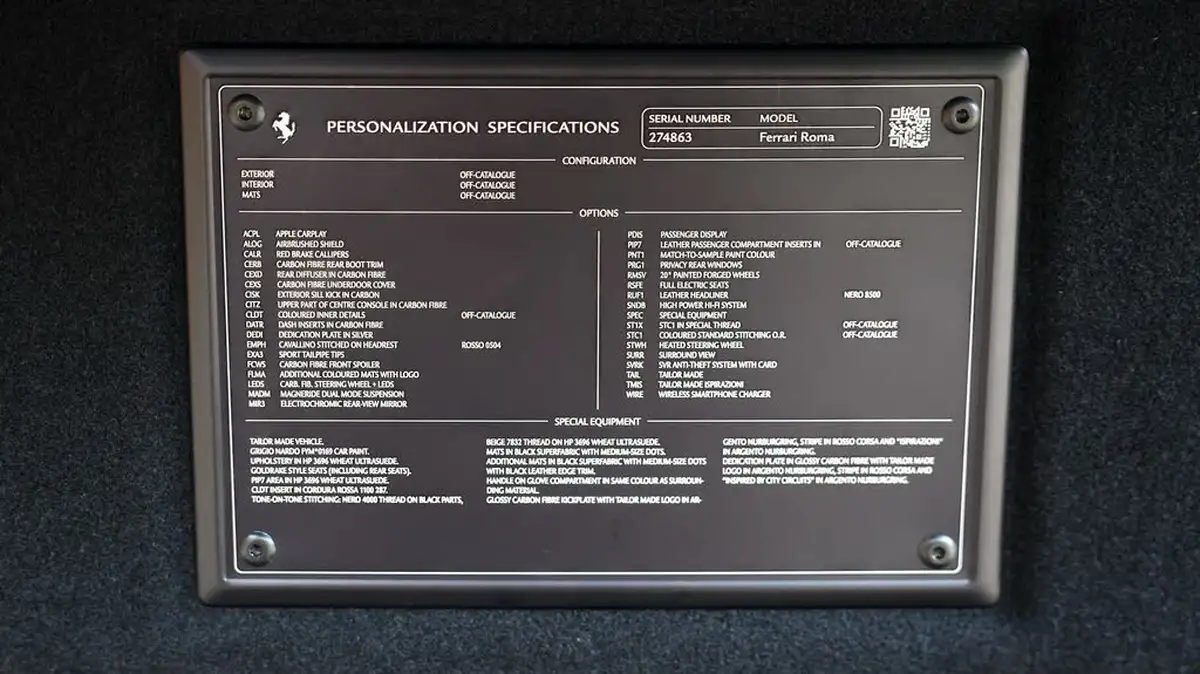 PERSONALIZATION SPECIFICATIONS
SERIAL NUMBER MODEL
274863 Ferrari Roma
CONFIGURATION
EXTERIOR OFF-CATALOGUE
INTERIOR OFF-CATALOGUE
MATS OFF-CATALOGUE
OPTIONS
ACPL APPLE CARPLAY
ALOG AIRBRUSHED SHIELD
CALR RED BRAKE CALLIPERS
CERB CARBON FIBRE REAR BOOT TRIM
CEXD REAR DIFFUSER IN CARBON FIBRE
CEXS CARBON FIBRE UNDERDOOR COVER
CISK EXTERIOR SILL KICK IN CARBON
CITZ UPPER PART OF CENTRE CONSOLE IN CARBON FIBRE
CLDT COLOURED INNER DETAILS OFF-CATALOGUE
DATR DASH INSERTS IN CARBON FIBRE
DEDI DEDICATION PLATE IN SILVER
EMPH CAVALLINO STITCHED ON HEADREST ROSSO 0504
EXA3 SPORT TAILPIPE TIPS
FCWS CARBON FIBRE FRONT SPOILER
FLMA ADDITIONAL COLOURED MATS WITH LOGO
LEDS CARB. FIB. STEERING WHEEL + LEDS
MADM MAGNERIDE DUAL MODE SUSPENSION
MIR3 ELECTROCHROMIC REAR-VIEW MIRROR
PDIS PASSENGER DISPLAY
PIP7 LEATHER PASSENGER COMPARTMENT INSERTS IN OFF-CATALOGUE
PNT1 MATCH-TO-SAMPLE PAINT COLOUR
PRG1 PRIVACY REAR WINDOWS
RMSV 20" PAINTED FORGED WHEELS
RSFE FULL ELECTRIC SEATS
RUF1 LEATHER HEADLINER NERO 8500
SNDB HIGH POWER HI-FI SYSTEM
SPEC SPECIAL EQUIPMENT
ST1X STC1 IN SPECIAL THREAD OFF-CATALOGUE
STC1 COLOURED STANDARD STITCHING O.R. OFF-CATALOGUE
STWH HEATED STEERING WHEEL
SURR SURROUND VIEW
SVRK SVR ANTI-THEFT SYSTEM WITH CARD
TAIL TAILOR MADE
TMIS TAILOR MADE ISPIRAZIONI
WIRE WIRELESS SMARTPHONE CHARGER
SPECIAL EQUIPMENT
TAILOR MADE VEHICLE.
GRIGIO NARDO FYM*0169 CAR PAINT.
UPHOLSTERY IN HP 3696 WHEAT ULTRASUEDE.
GOLDRAKE STYLE SEATS (INCLUDING REAR SEATS).
PIP7 AREA IN HP 3696 WHEAT ULTRASUEDE.
CLDT INSERT IN CORDURA ROSSA 1100 287.
TONE-ON-TONE STITCHING: NERO 4000 THREAD ON BLACK PARTS,
BEIGE 7832 THREAD ON HP 3696 WHEAT ULTRASUEDE.
MATS IN BLACK SUPERFABRIC WITH MEDIUM-SIZE DOTS.
ADDITIONAL MATS IN BLACK SUPERFABRIC WITH MEDIUM-SIZE DOTS
WITH BLACK LEATHER EDGE TRIM.
HANDLE ON GLOVE COMPARTMENT IN SAME COLOUR AS SURROUN-
DING MATERIAL.
GLOSSY CARBON FIBRE KICKPLATE WITH TAILOR MADE LOGO IN AR-
GENTO NURBURGRING, STRIPE IN ROSSO CORSA AND "ISPIRAZIONI"
IN ARGENTO NURBURGRING.
DEDICATION PLATE IN GLOSSY CARBON FIBRE WITH TAILOR MADE
LOGO IN ARGENTO NURBURGRING, STRIPE IN ROSSO CORSA AND
"INSPIRED BY CITY CIRCUITS" IN ARGENTO NURBURGRING.